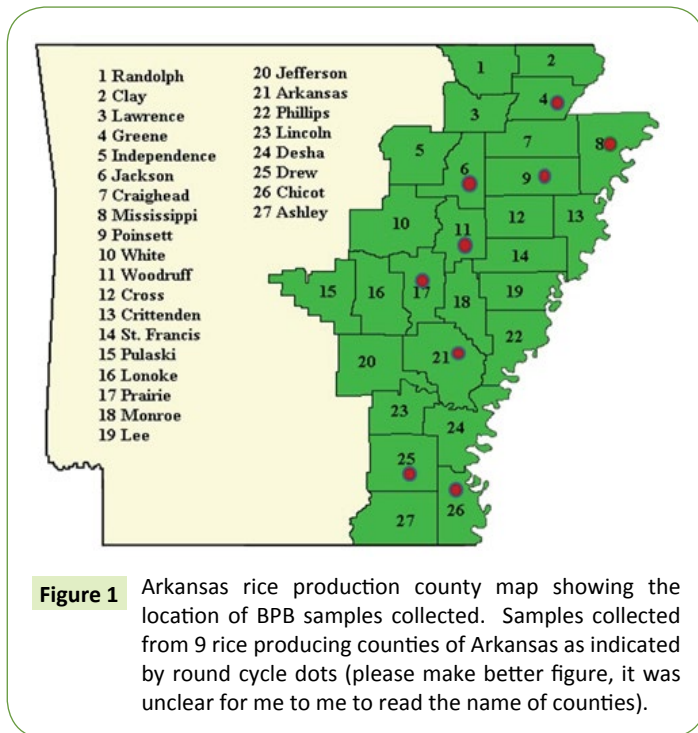 1 Randolph
2 Clay
3 Lawrence
4 Greene
5 Independence
6 Jackson
7 Craighead
8 Mississippi
9 Poinsett
10 White
11 Woodruff
12 Cross
13 Crittenden
14 St. Francis
15 Pulaski
16 Lonoke
17 Prairie
18 Monroe
19 Lee
20 Jefferson
21 Arkansas
22 Phillips
23 Lincoln
24 Desha
25 Drew
26 Chicot
27 Ashley
1
2
3
4
5
6
7
8
9
10
11
12
13
14
15
16
17
18
19
20
21
22
23
24
25
26
27
Figure 1
Arkansas rice production county map showing the
location of BPB samples collected. Samples collected
from 9 rice producing counties of Arkansas as indicated
by round cycle dots (please make better figure, it was
unclear for me to me to read the name of counties).